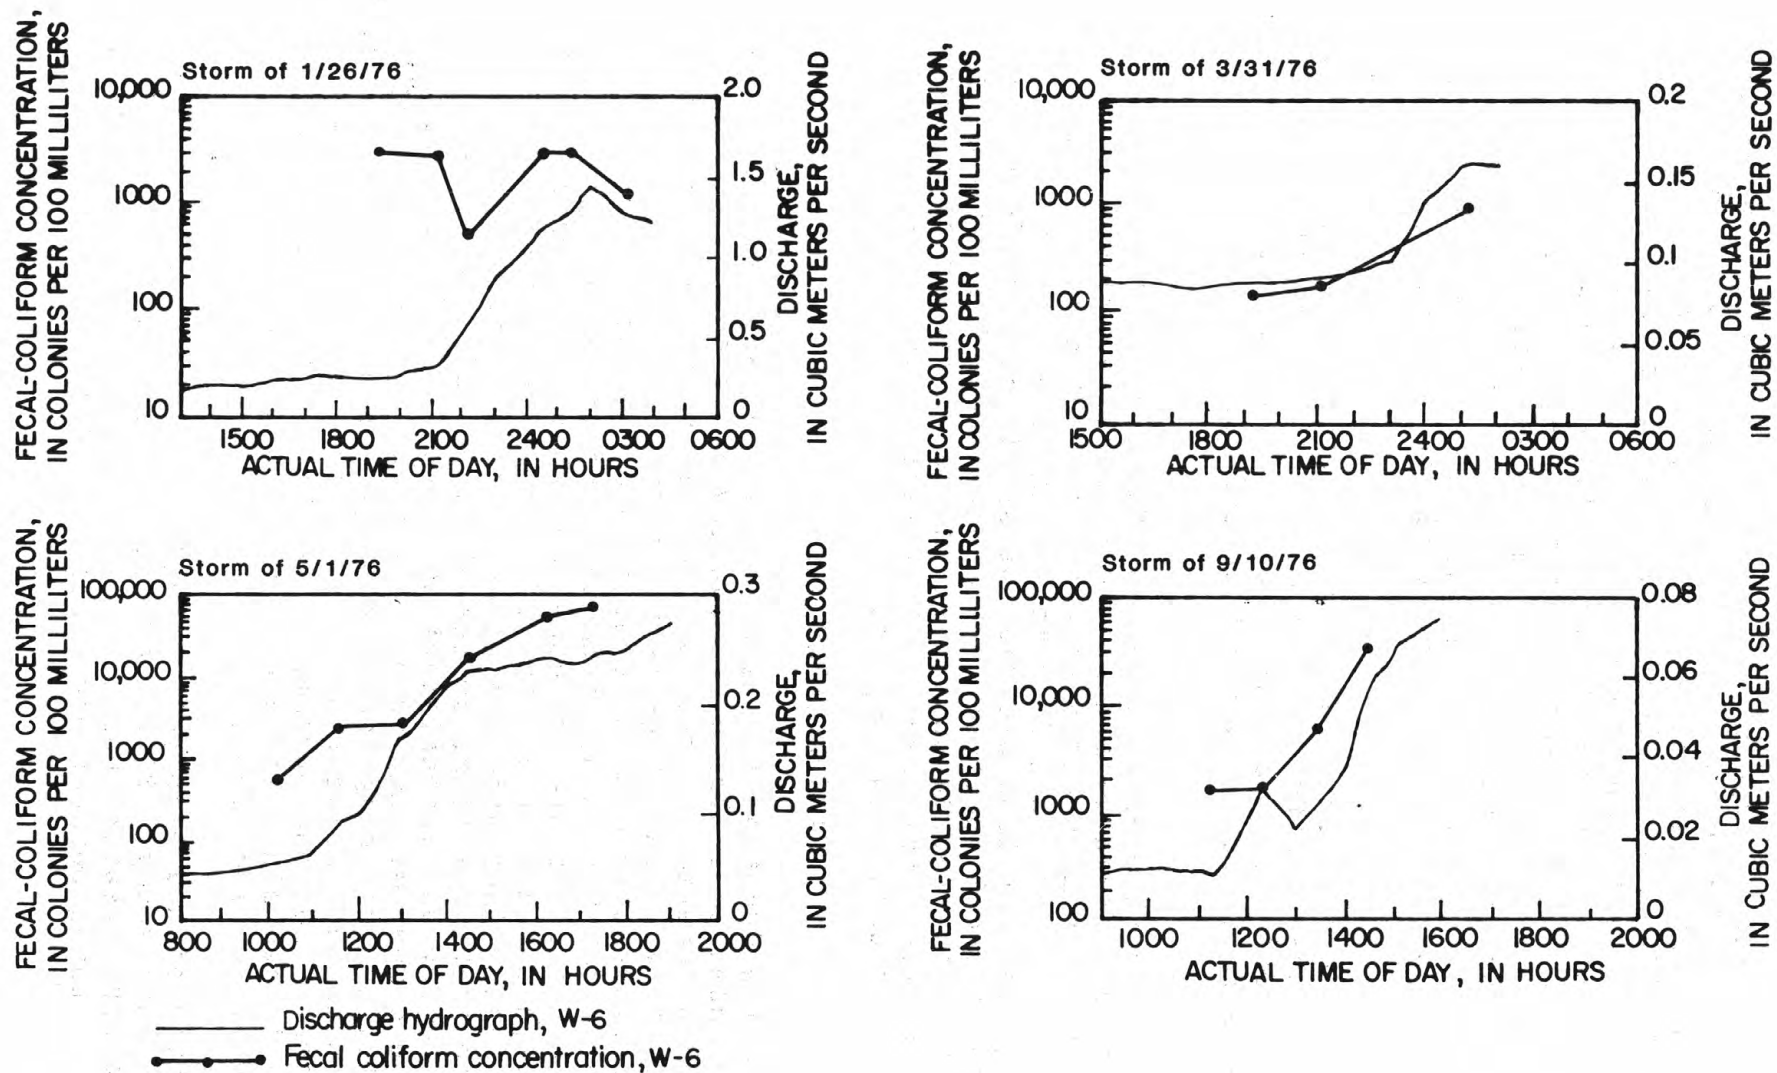 Storm of 1/26/76
FECAL-COLIFORM CONCENTRATION,
IN COLONIES PER 100 MILLILITERS
10,000
1000
100
10
2.0
1.5
1.0
0.5
0
DISCHARGE,
IN CUBIC METERS PER SECOND
1500 1800 2100 2400 0300 0600
ACTUAL TIME OF DAY, IN HOURS
Storm of 3/31/76
FECAL-COLIFORM CONCENTRATION,
IN COLONIES PER 100 MILLILITERS
10,000
1000
100
10
0.2
0.15
0.1
0.05
0
DISCHARGE,
IN CUBIC METERS PER SECOND
1500 1800 2100 2400 0300 0600
ACTUAL TIME OF DAY, IN HOURS
Storm of 5/1/76
FECAL-COLIFORM CONCENTRATION,
IN COLONIES PER 100 MILLILITERS
100,000
10,000
1000
100
10
0.3
0.2
0.1
0
DISCHARGE,
IN CUBIC METERS PER SECOND
800 1000 1200 1400 1600 1800 2000
ACTUAL TIME OF DAY, IN HOURS
Storm of 9/10/76
FECAL-COLIFORM CONCENTRATION,
IN COLONIES PER 100 MILLILITERS
100,000
10,000
1000
100
0.08
0.06
0.04
0.02
0
DISCHARGE,
IN CUBIC METERS PER SECOND
1000 1200 1400 1600 1800 2000
ACTUAL TIME OF DAY, IN HOURS
Discharge hydrograph, W-6
Fecal coliform concentration, W-6